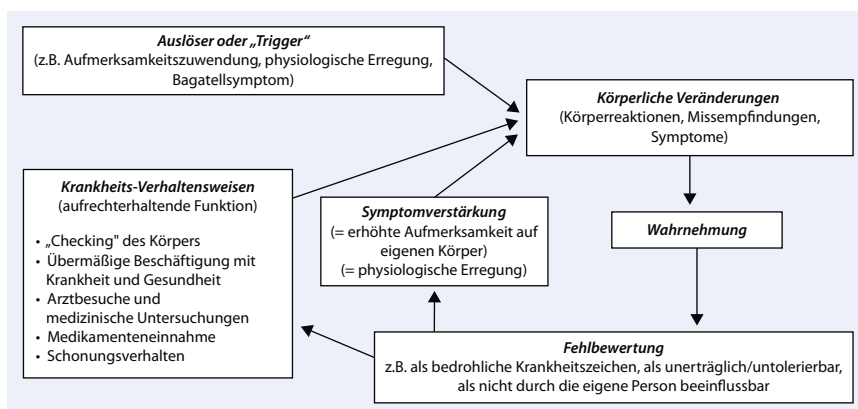 Auslöser oder „Trigger“
(z.B. Aufmerksamkeitszuwendung, physiologische Erregung,
Bagatellsymptom)
Körperliche Veränderungen
(Körperreaktionen, Missempfindungen,
Symptome)
Krankheits-Verhaltensweisen
(aufrechterhaltende Funktion)
• „Checking" des Körpers
• Übermäßige Beschäftigung mit
Krankheit und Gesundheit
• Arztbesuche und
medizinische Untersuchungen
• Medikamenteneinnahme
• Schonungsverhalten
Symptomverstärkung
(= erhöhte Aufmerksamkeit auf
eigenen Körper)
(= physiologische Erregung)
Wahrnehmung
Fehlbewertung
z.B. als bedrohliche Krankheitszeichen, als unerträglich/untolerierbar,
als nicht durch die eigene Person beeinflussbar